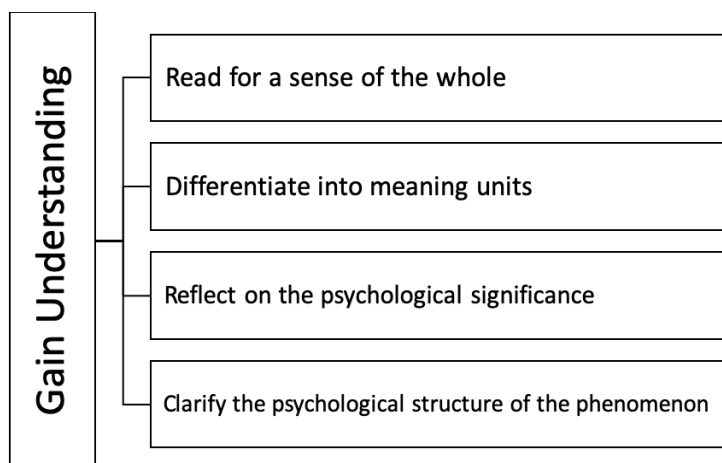 Gain Understanding
Read for a sense of the whole
Differentiate into meaning units
Reflect on the psychological significance
Clarify the psychological structure of the phenomenon